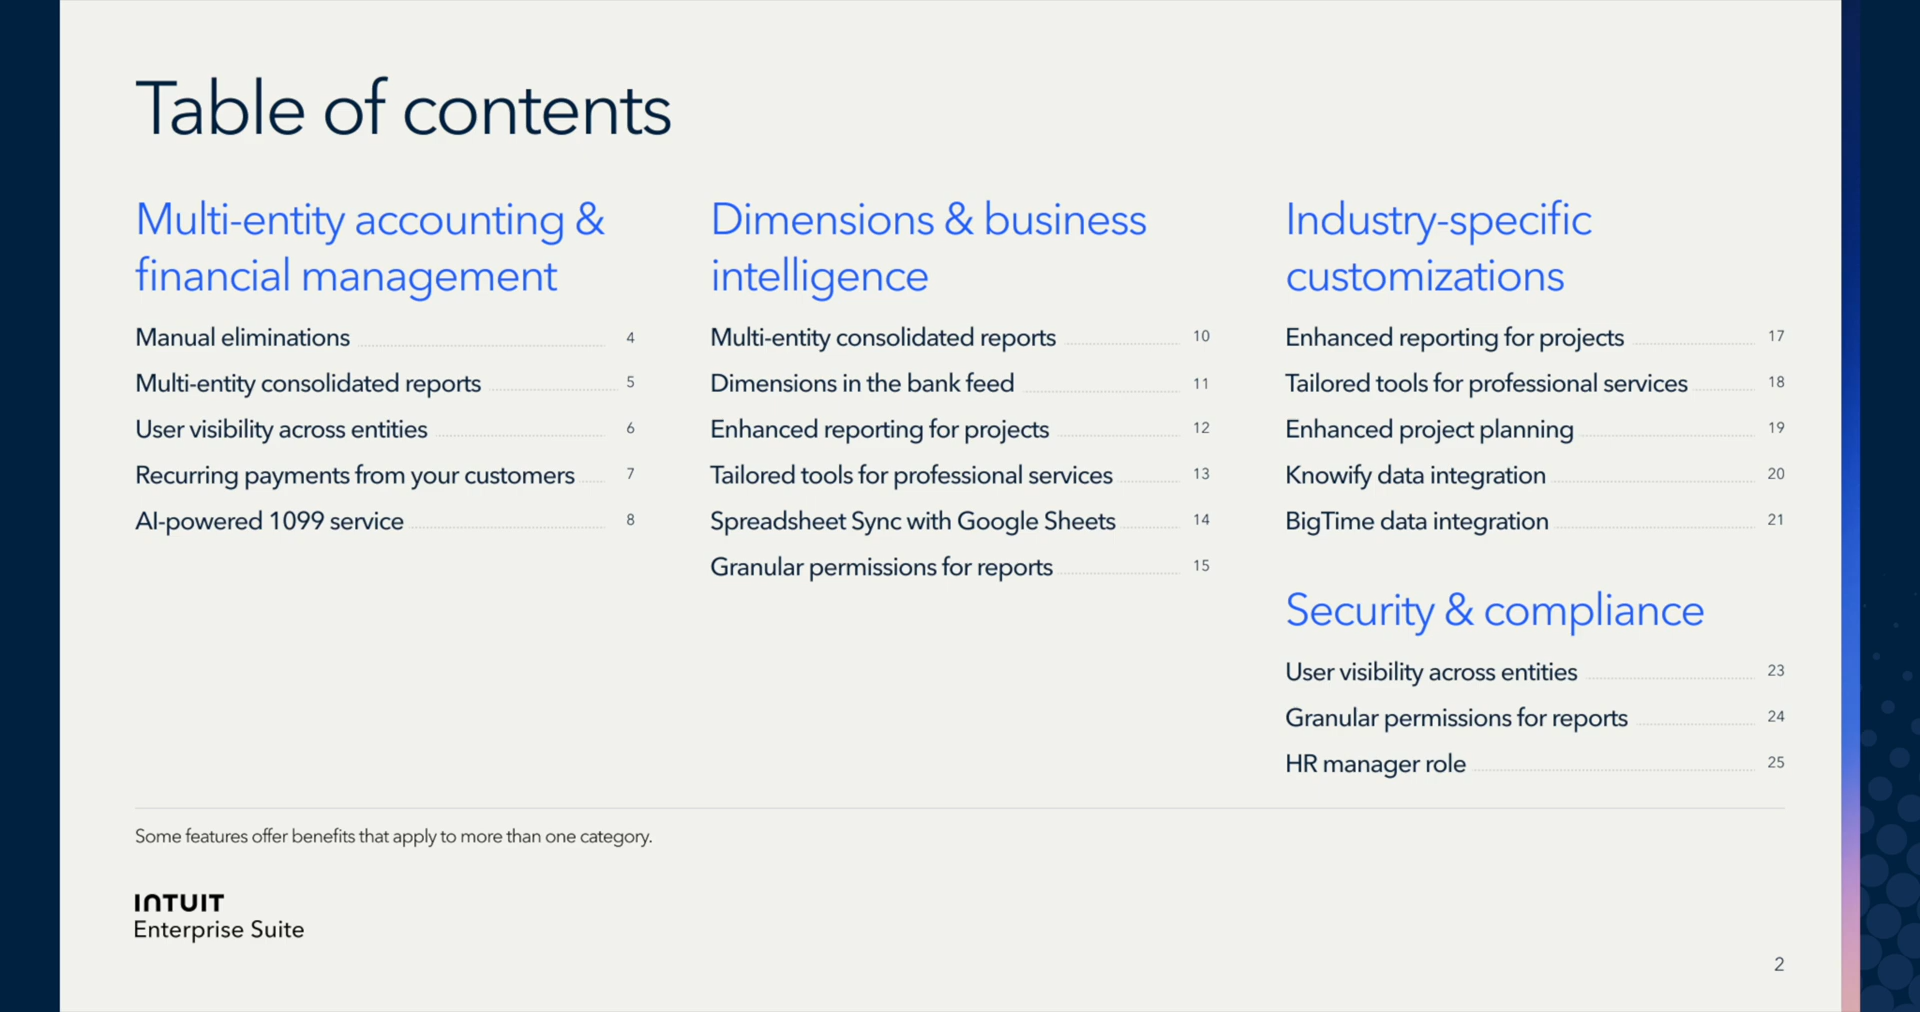 Table of contents
Multi-entity accounting &
financial management
Manual eliminations 4
Multi-entity consolidated reports 5
User visibility across entities 6
Recurring payments from your customers 7
AI-powered 1099 service 8
Dimensions & business
intelligence
Multi-entity consolidated reports 10
Dimensions in the bank feed 11
Enhanced reporting for projects 12
Tailored tools for professional services 13
Spreadsheet Sync with Google Sheets 14
Granular permissions for reports 15
Industry-specific
customizations
Enhanced reporting for projects 17
Tailored tools for professional services 18
Enhanced project planning 19
Knowify data integration 20
BigTime data integration 21
Security & compliance
User visibility across entities 23
Granular permissions for reports 24
HR manager role 25
Some features offer benefits that apply to more than one category.
INTUIT
Enterprise Suite
2